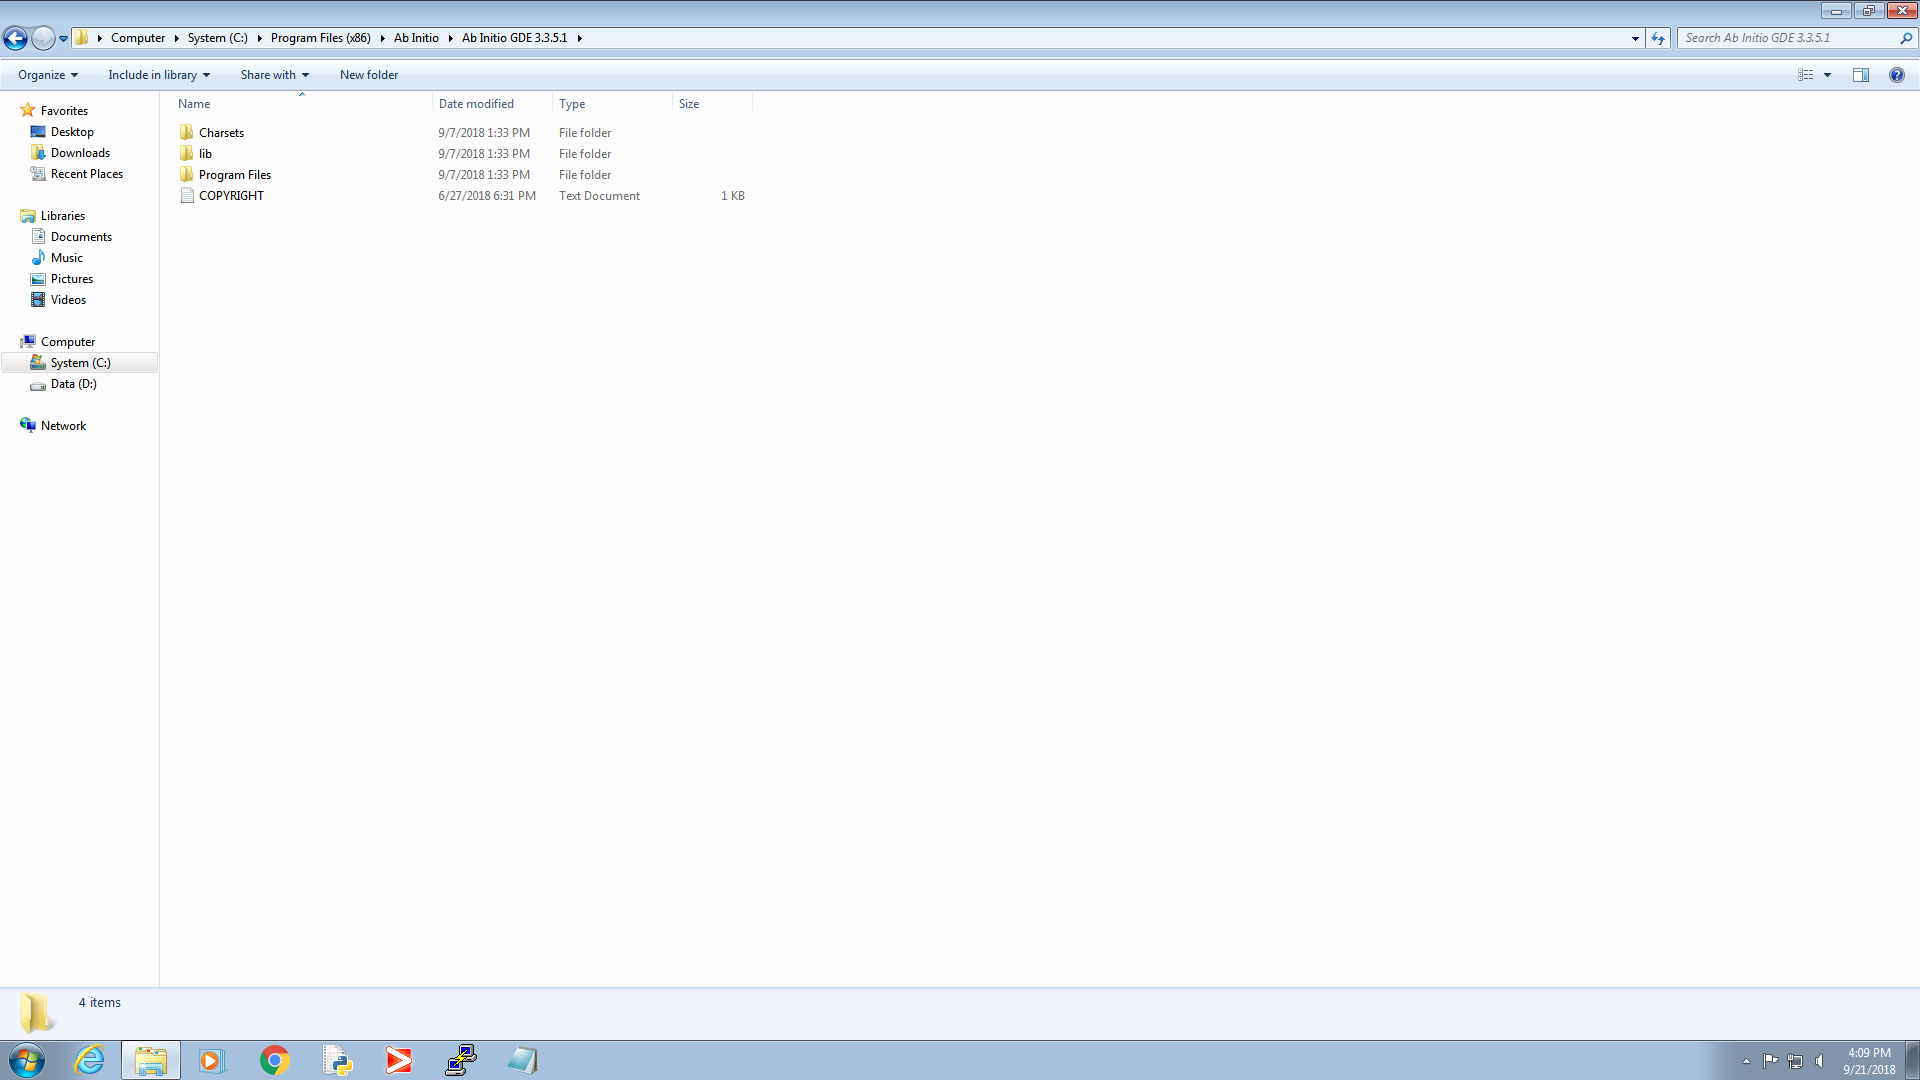 Computer System (C:) Program Files (x86) Ab Initio Ab Initio GDE 3.3.5.1 Search Ab Initio GDE 3.3.5.1
Organize Include in library Share with New folder
Name Date modified Type Size
Favorites
Desktop
Downloads
Recent Places
Libraries
Documents
Music
Pictures
Videos
Computer
System (C:)
Data (D:)
Network
Charsets 9/7/2018 1:33 PM File folder
lib 9/7/2018 1:33 PM File folder
Program Files 9/7/2018 1:33 PM File folder
COPYRIGHT 6/27/2018 6:31 PM Text Document 1 KB
4 items
4:09 PM
9/21/2018